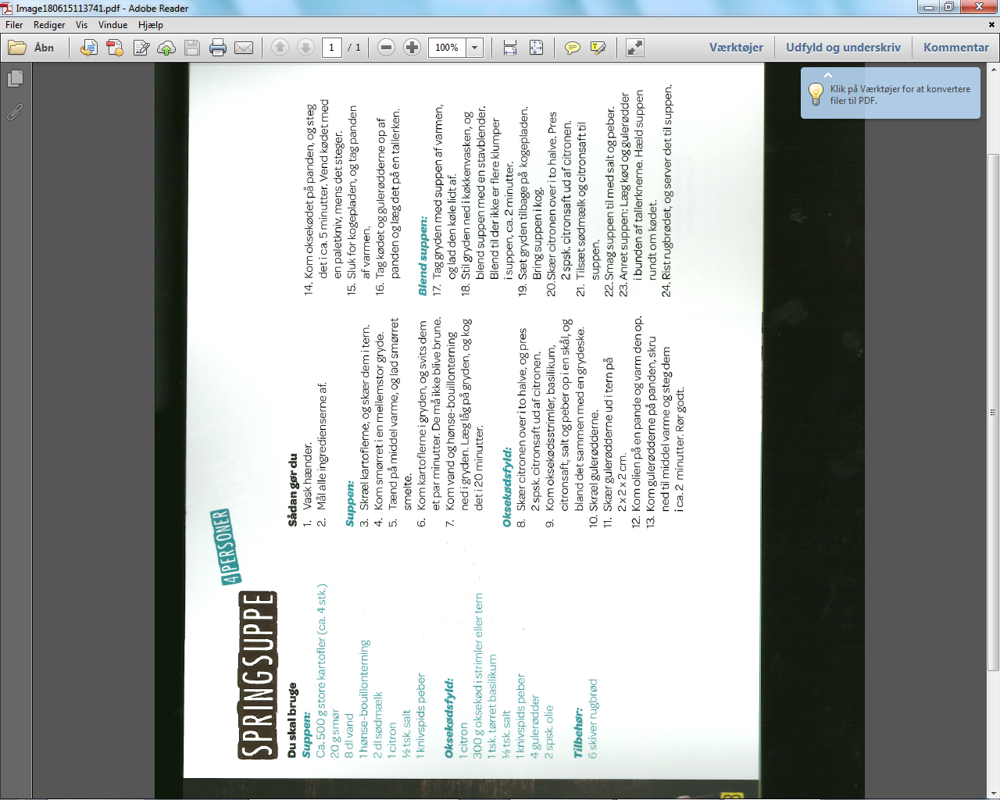 Image180615113741.pdf - Adobe Reader
Filer Rediger Vis Vindue Hjælp
Åbn
1 / 1
100%
Værktøjer
Udfyld og underskriv
Kommentar
Klik på Værktøjer for at konvertere
filer til PDF.
SPRINGSUPPE
4 PERSONER
Du skal bruge
Suppen:
Ca. 500 g store kartofler (ca. 4 stk.)
20 g smør
8 dl vand
1 hønse-bouillonterning
2 dl sødmælk
1 citron
½ tsk. salt
1 knivspids peber
Oksekødsfyld:
1 citron
300 g oksekød i strimler eller tern
1 tsk. tørret basilikum
½ tsk. salt
1 knivspids peber
4 gulerødder
2 spsk. olie
Tilbehør:
6 skiver rugbrød
Sådan gør du
1. Vask hænder.
2. Mål alle ingredienserne af.
Suppen:
3. Skræl kartoflerne, og skær dem i tern.
4. Kom smørret i en mellemstor gryde.
5. Tænd på middel varme, og lad smørret
smelte.
6. Kom kartoflerne i gryden, og svits dem
et par minutter. De må ikke blive brune.
7. Kom vand og hønse-bouillonterning
ned i gryden. Læg låg på gryden, og kog
det i 20 minutter.
Oksekødsfyld:
8. Skær citronen over i to halve, og pres
2 spsk. citronsaft ud af citronen.
9. Kom oksekødsstrimler, basilikum,
citronsaft, salt og peber op i en skål, og
bland det sammen med en grydeske.
10. Skræl gulerødderne.
11. Skær gulerødderne ud i tern på
2 x 2 x 2 cm.
12. Kom olien på en pande og varm den op.
13. Kom gulerødderne på panden, skru
ned til middel varme og steg dem
i ca. 2 minutter. Rør godt.
14. Kom oksekødet på panden, og steg
det i ca. 5 minutter. Vend kødet med
en paletkniv, mens det steger.
15. Sluk for kogepladen, og tag panden
af varmen.
16. Tag kødet og gulerødderne op af
panden og læg det på en tallerken.
Blend suppen:
17. Tag gryden med suppen af varmen,
og lad den køle lidt af.
18. Stil gryden ned i køkkenvasken, og
blend suppen med en stavblender.
Blend til der ikke er flere klumper
i suppen, ca. 2 minutter.
19. Sæt gryden tilbage på kogepladen.
Bring suppen i kog.
20. Skær citronen over i to halve. Pres
2 spsk. citronsaft ud af citronen.
21. Tilsæt sødmælk og citronsaft til
suppen.
22. Smag suppen til med salt og peber.
23. Anret suppen: Læg kød og gulerødder
i bunden af tallerknerne. Hæld suppen
rundt om kødet.
24. Rist rugbrødet, og server det til suppen.